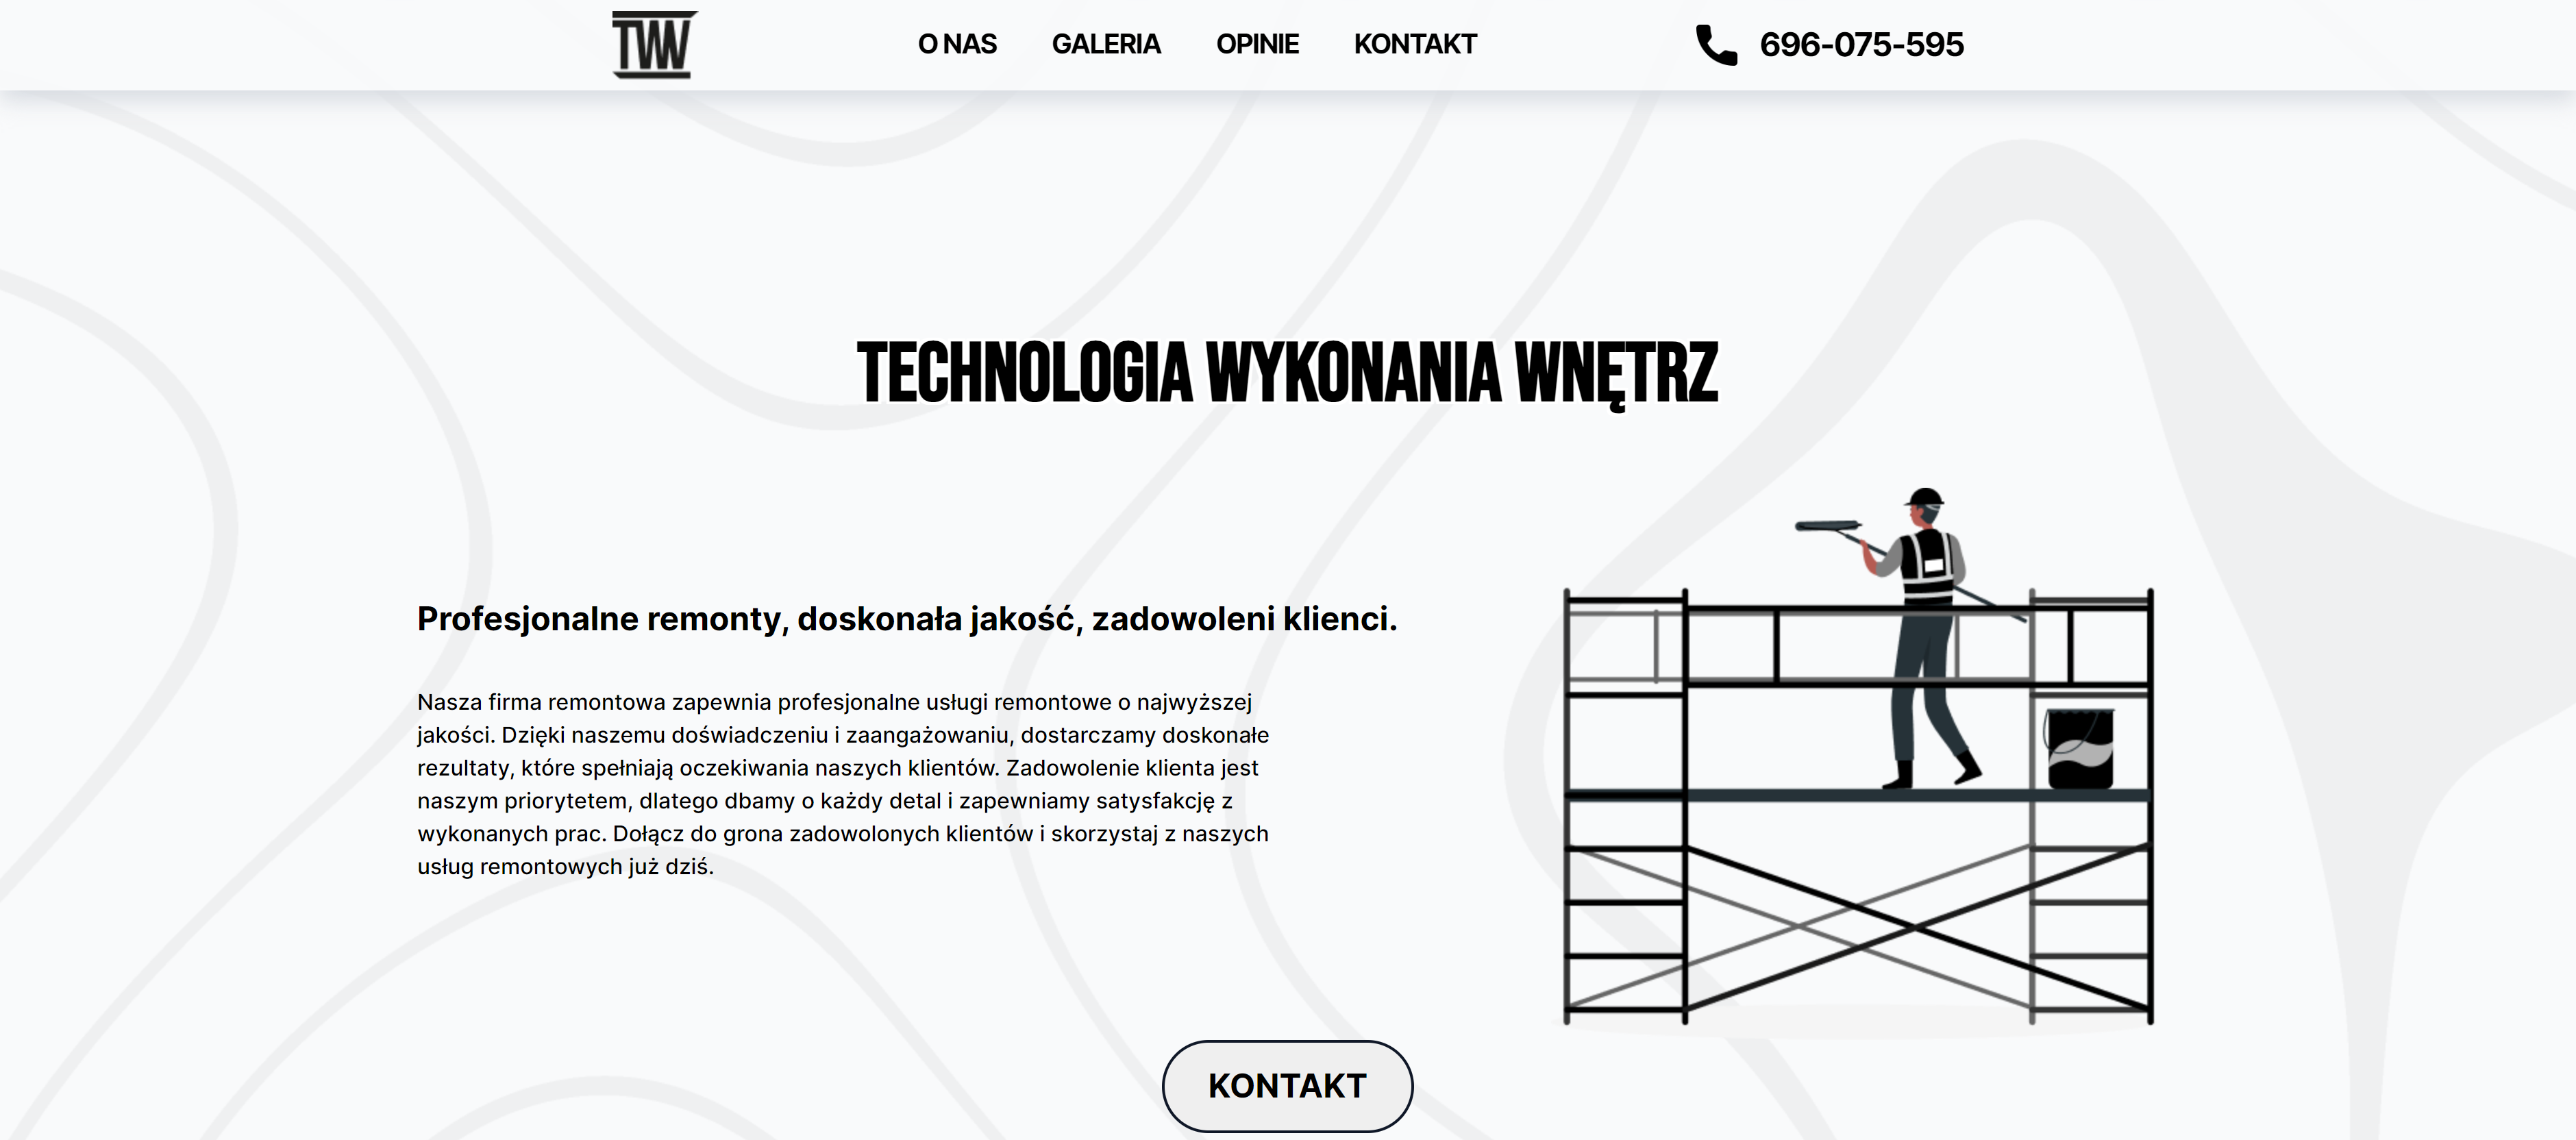 TWW
O NAS
GALERIA
OPINIE
KONTAKT
696-075-595
TECHNOLOGIA WYKONANIA WNĘTRZ
Profesjonalne remonty, doskonała jakość, zadowoleni klienci.
Nasza firma remontowa zapewnia profesjonalne usługi remontowe o najwyższej
jakości. Dzięki naszemu doświadczeniu i zaangażowaniu, dostarczamy doskonałe
rezultaty, które spełniają oczekiwania naszych klientów. Zadowolenie klienta jest
naszym priorytetem, dlatego dbamy o każdy detal i zapewniamy satysfakcję z
wykonanych prac. Dołącz do grona zadowolonych klientów i skorzystaj z naszych
usług remontowych już dziś.
KONTAKT